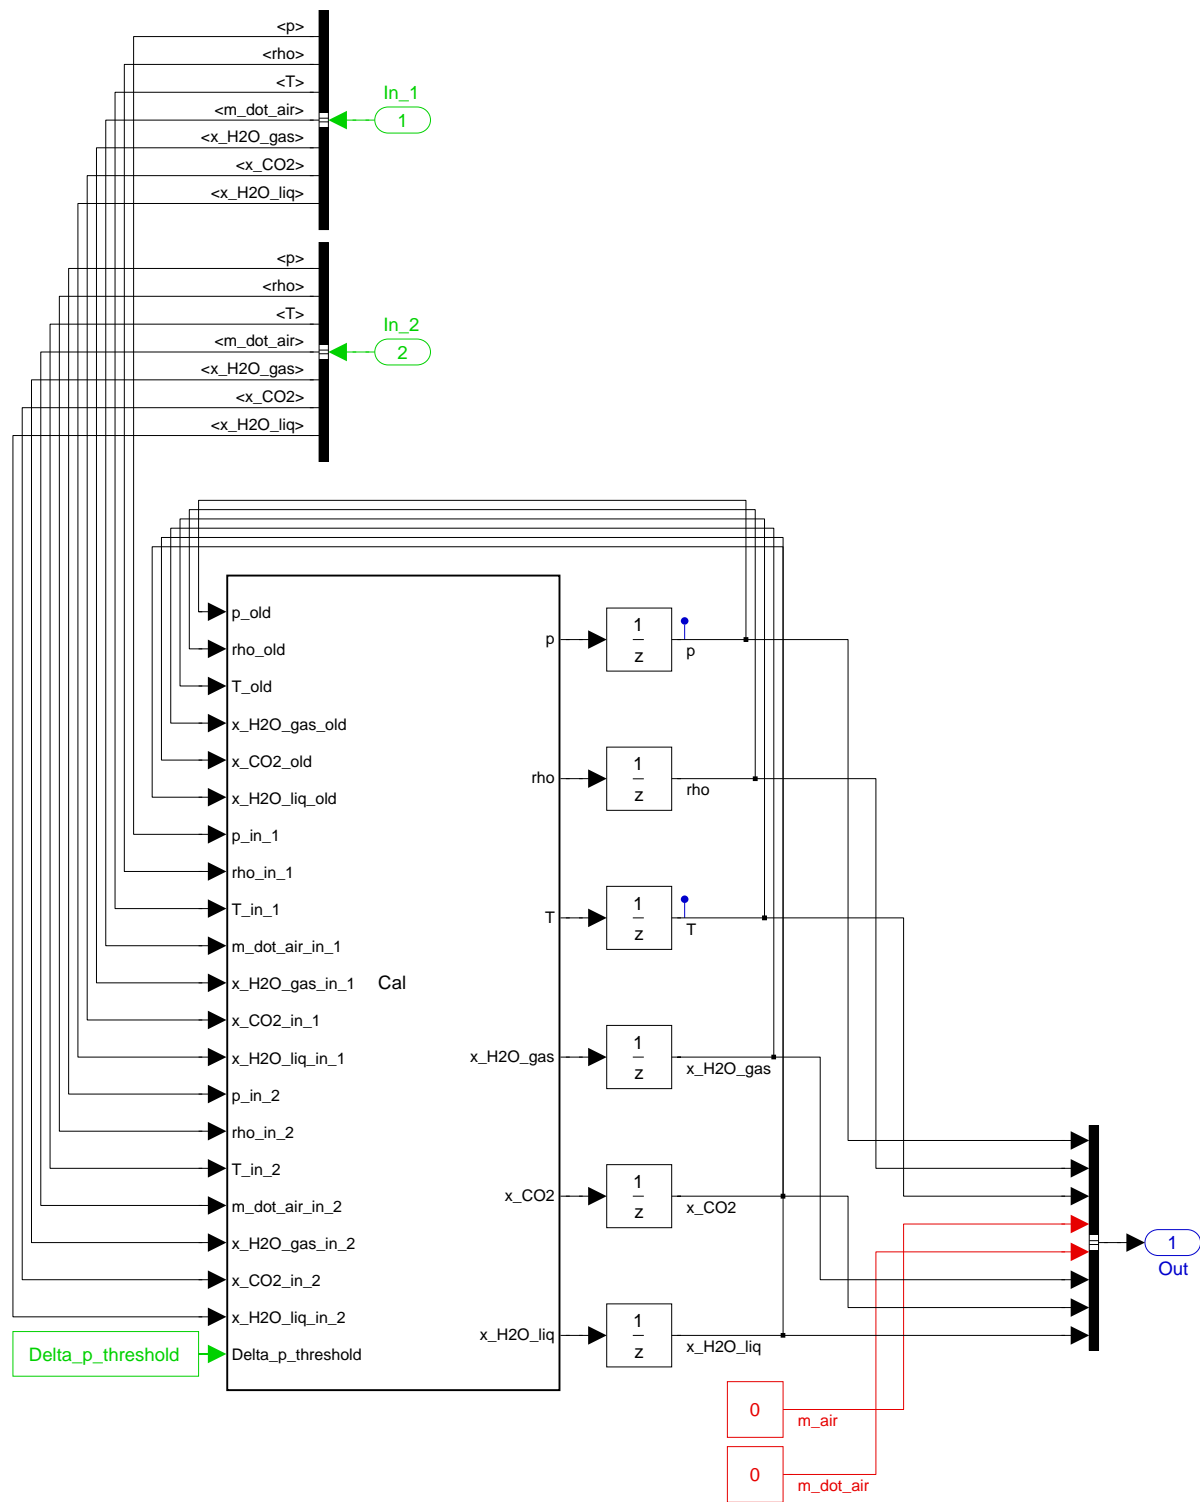 <p>
<rho>
<T>
<m_dot_air>
<x_H2O_gas>
<x_CO2>
<x_H2O_liq>
In_1
1
<p>
<rho>
<T>
<m_dot_air>
<x_H2O_gas>
<x_CO2>
<x_H2O_liq>
In_2
2
p_old
rho_old
T_old
x_H2O_gas_old
x_CO2_old
x_H2O_liq_old
p_in_1
rho_in_1
T_in_1
m_dot_air_in_1
x_H2O_gas_in_1
x_CO2_in_1
x_H2O_liq_in_1
p_in_2
rho_in_2
T_in_2
m_dot_air_in_2
x_H2O_gas_in_2
x_CO2_in_2
x_H2O_liq_in_2
Delta_p_threshold
Delta_p_threshold
Cal
p
rho
T
x_H2O_gas
x_CO2
x_H2O_liq
1
z
p
1
z
rho
1
z
T
1
z
x_H2O_gas
1
z
x_CO2
1
z
x_H2O_liq
0
m_air
0
m_dot_air
1
Out